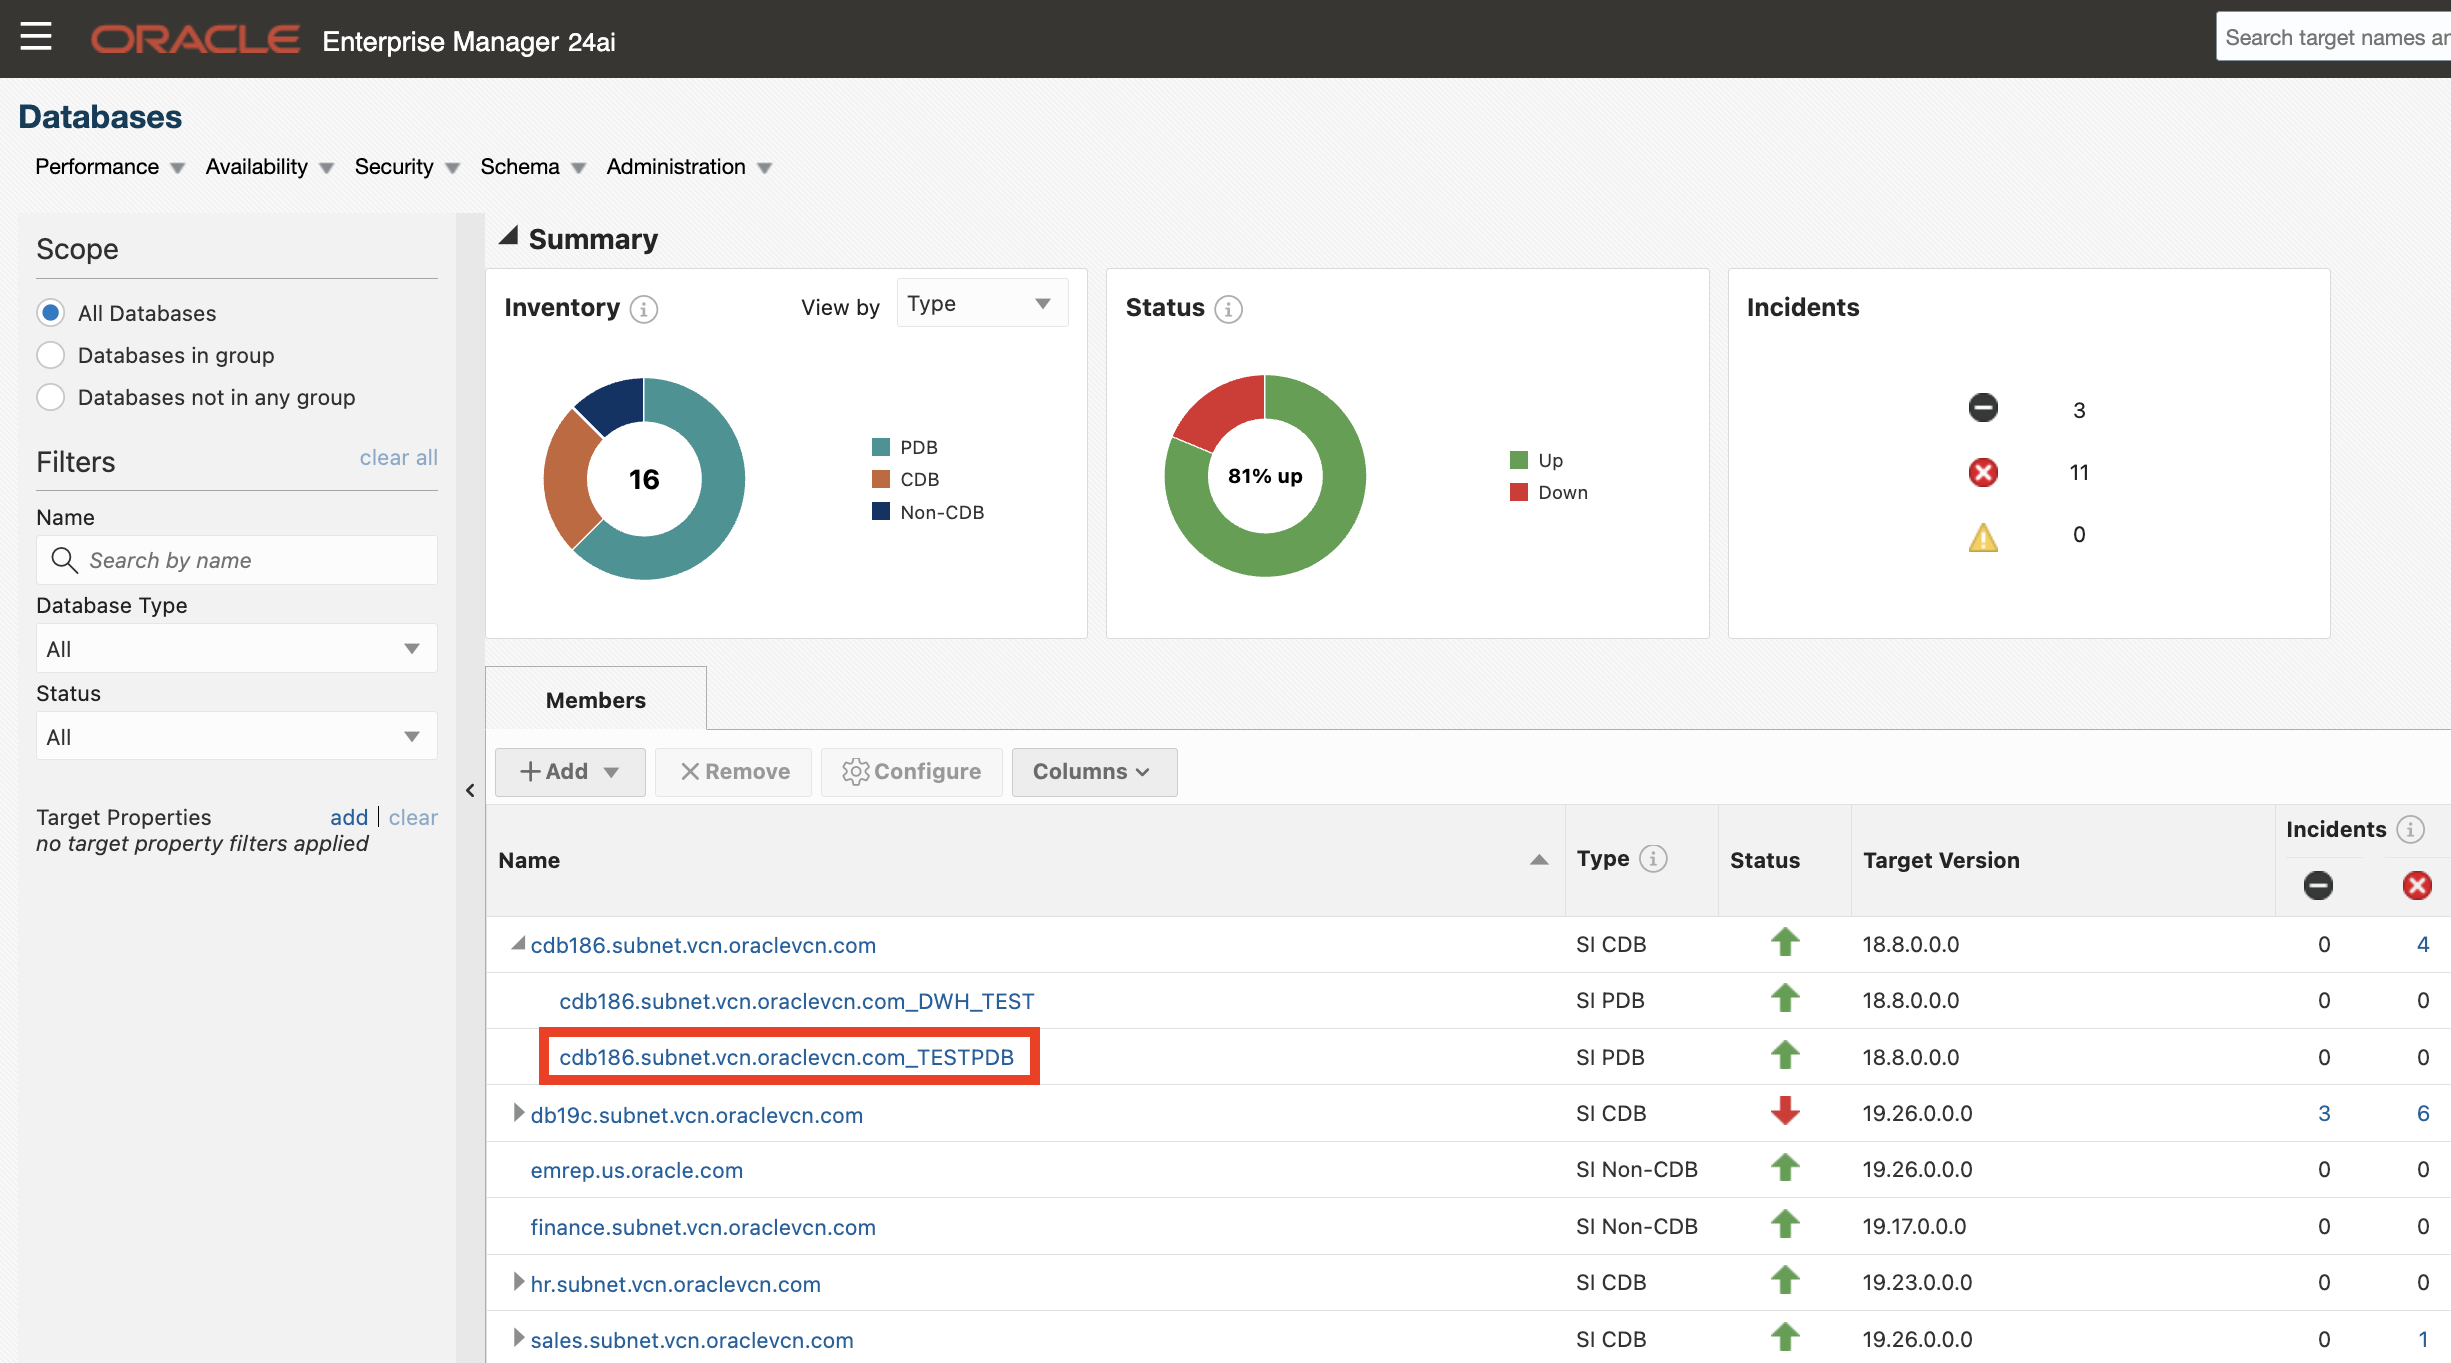 ORACLE Enterprise Manager 24ai
Search target names an
Databases
Performance Availability Security Schema Administration
Scope
All Databases
Databases in group
Databases not in any group
Filters clear all
Name
Search by name
Database Type
All
Status
All
Target Properties add | clear
no target property filters applied
Summary
Inventory View by Type
16
PDB
CDB
Non-CDB
Status
81% up
Up
Down
Incidents
3
11
0
Members
Add Remove Configure Columns
Name Type Status Target Version Incidents
cdb186.subnet.vcn.oraclevcn.com SI CDB 18.8.0.0.0 0 4
cdb186.subnet.vcn.oraclevcn.com_DWH_TEST SI PDB 18.8.0.0.0 0 0
cdb186.subnet.vcn.oraclevcn.com_TESTPDB SI PDB 18.8.0.0.0 0 0
db19c.subnet.vcn.oraclevcn.com SI CDB 19.26.0.0.0 3 6
emrep.us.oracle.com SI Non-CDB 19.26.0.0.0 0 0
finance.subnet.vcn.oraclevcn.com SI Non-CDB 19.17.0.0.0 0 0
hr.subnet.vcn.oraclevcn.com SI CDB 19.23.0.0.0 0 0
sales.subnet.vcn.oraclevcn.com SI CDB 19.26.0.0.0 0 1